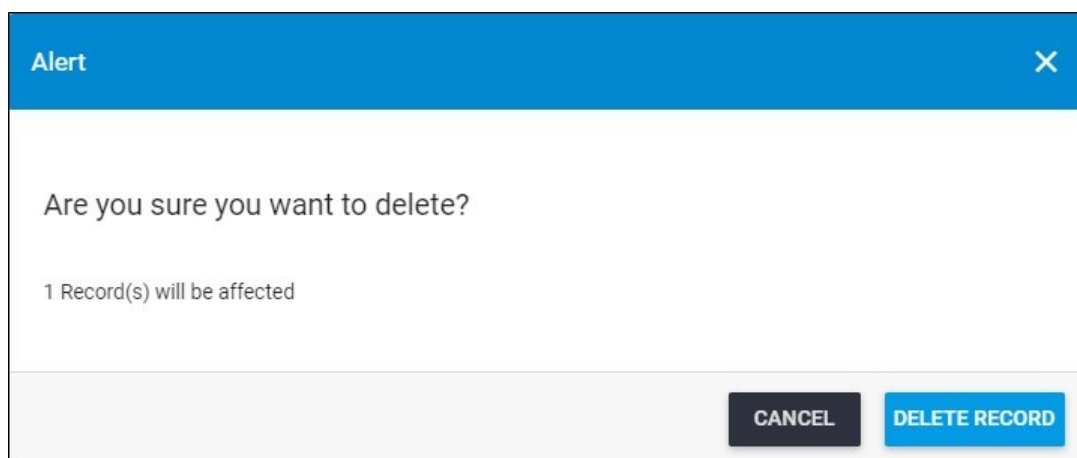 Alert
Are you sure you want to delete?
1 Record(s) will be affected
CANCEL
DELETE RECORD